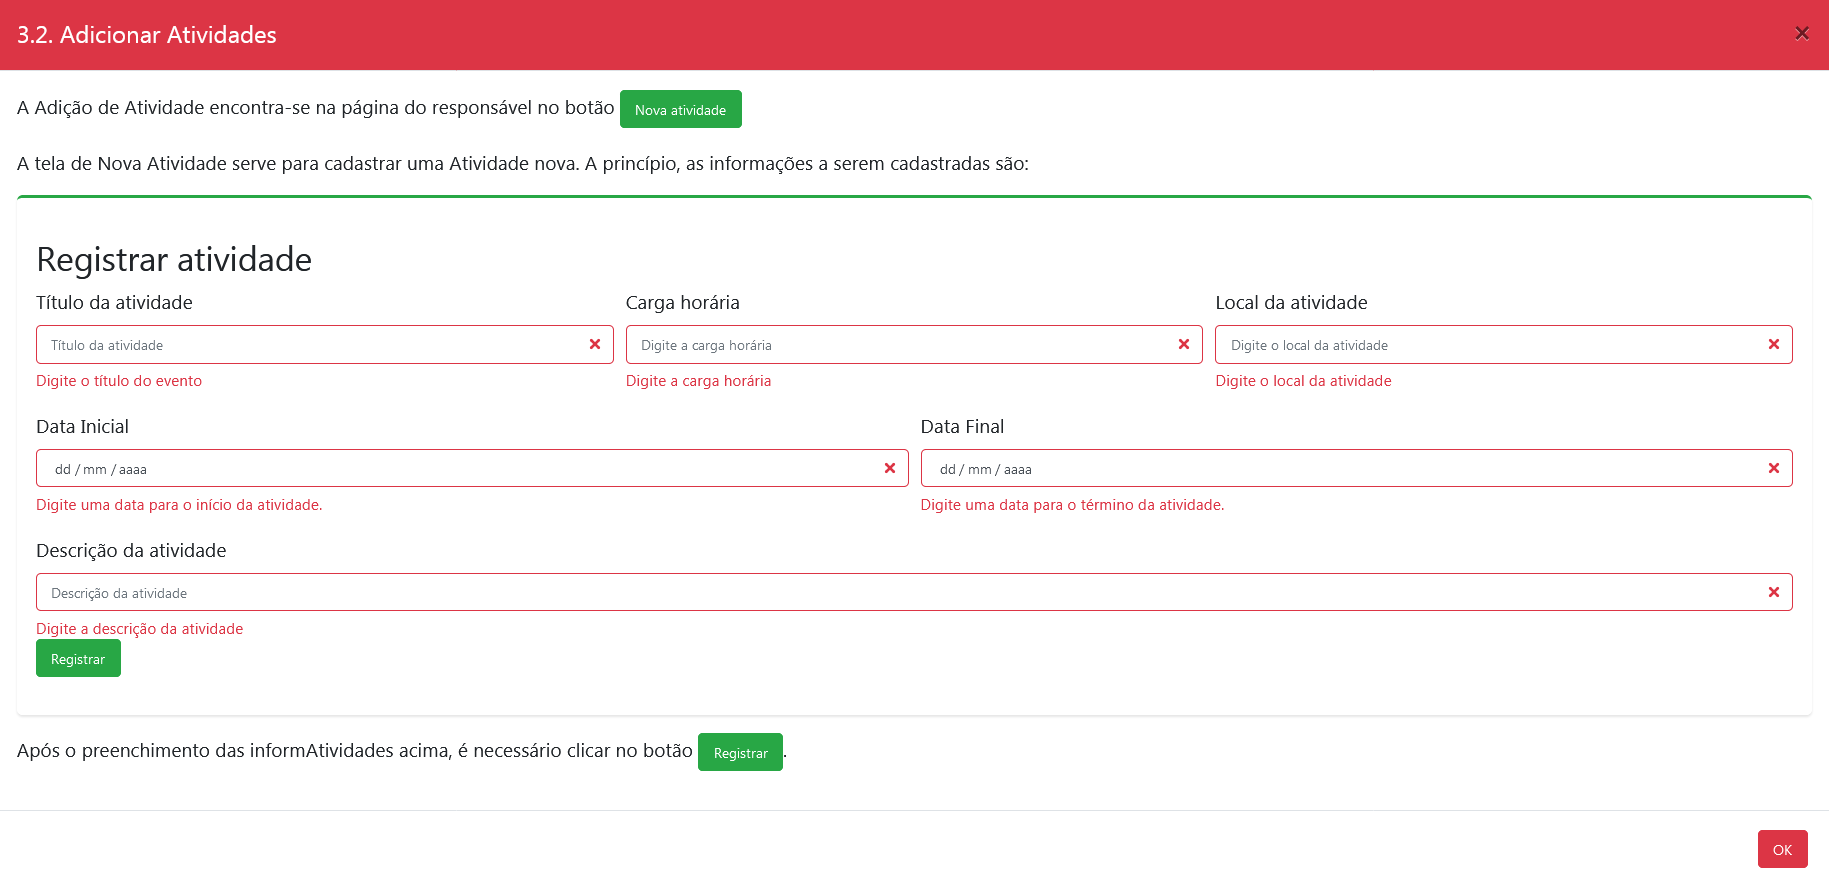 3.2. Adicionar Atividades ×
A Adição de Atividade encontra-se na página do responsável no botão Nova atividade
A tela de Nova Atividade serve para cadastrar uma Atividade nova. A princípio, as informações a serem cadastradas são:
Registrar atividade
Título da atividade Carga horária Local da atividade
Título da atividade Digite a carga horária Digite o local da atividade
Digite o título do evento Digite a carga horária Digite o local da atividade
Data Inicial Data Final
dd / mm / aaaa dd / mm / aaaa
Digite uma data para o início da atividade. Digite uma data para o término da atividade.
Descrição da atividade
Descrição da atividade
Digite a descrição da atividade
Registrar
Após o preenchimento das informAtividades acima, é necessário clicar no botão Registrar.
OK